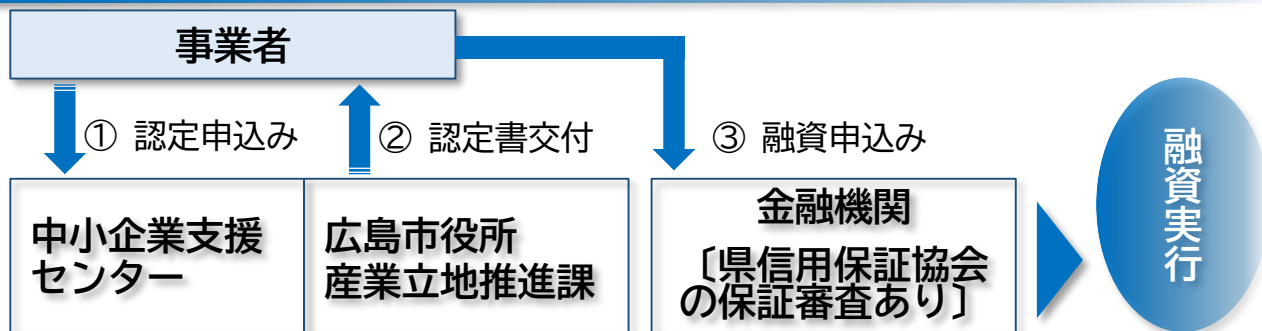 事業者
① 認定申込み
② 認定書交付
③ 融資申込み
中小企業支援
センター
広島市役所
産業立地推進課
金融機関
〔県信用保証協会
の保証審査あり〕
融資実行